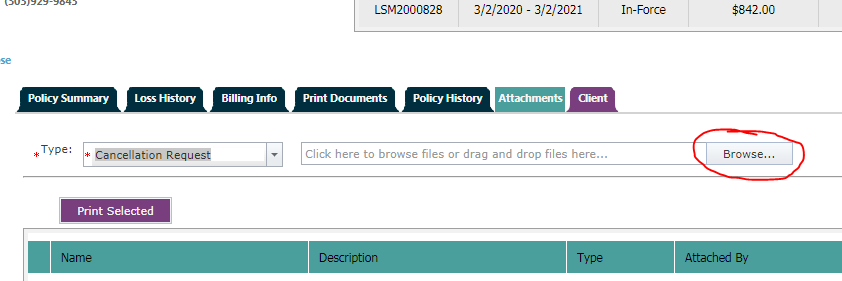 (303)929-9843
LSM2000828 3/2/2020 - 3/2/2021 In-Force $842.00
Policy Summary Loss History Billing Info Print Documents Policy History Attachments Client
*Type: * Cancellation Request Click here to browse files or drag and drop files here... Browse...
Print Selected
Name Description Type Attached By